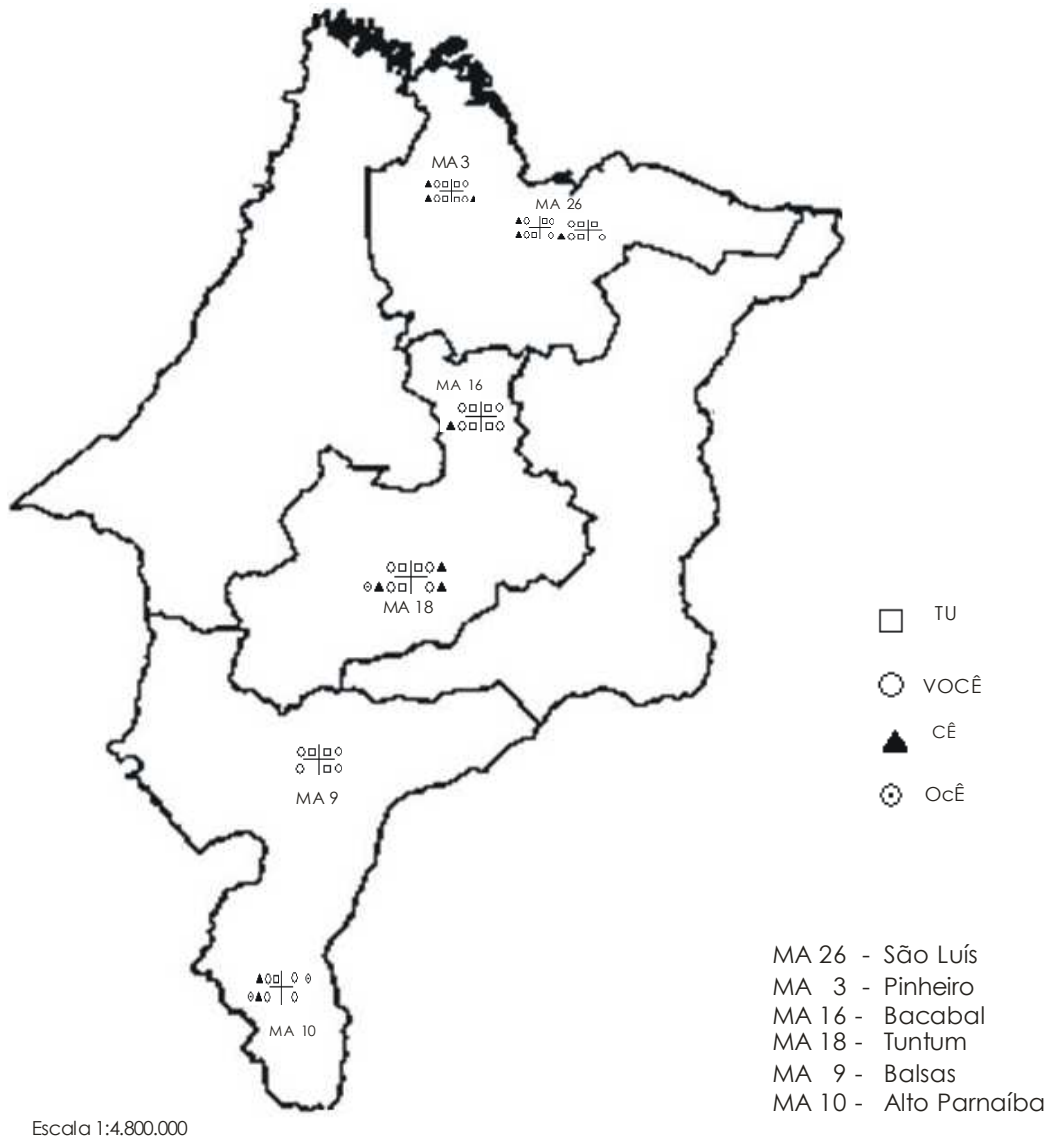 MA 3
MA 26
MA 16
MA 18
MA 9
MA 10
TU
VOCÊ
CÊ
OcÊ
MA 26 - São Luís
MA 3 - Pinheiro
MA 16 - Bacabal
MA 18 - Tuntum
MA 9 - Balsas
MA 10 - Alto Parnaíba
Escala 1:4.800.000